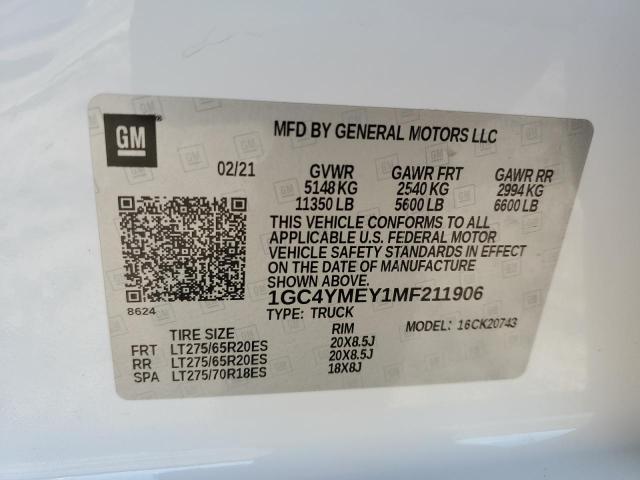 GM
MFD BY GENERAL MOTORS LLC
02/21 GVWR GAWR FRT GAWR RR
5148 KG 2540 KG 2994 KG
11350 LB 5600 LB 6600 LB
THIS VEHICLE CONFORMS TO ALL
APPLICABLE U.S. FEDERAL MOTOR
VEHICLE SAFETY STANDARDS IN EFFECT
ON THE DATE OF MANUFACTURE
SHOWN ABOVE.
8624 1GC4YMEY1MF211906
TYPE: TRUCK MODEL: 16CK20743
TIRE SIZE RIM
FRT LT275/65R20ES 20X8.5J
RR LT275/65R20ES 20X8.5J
SPA LT275/70R18ES 18X8J